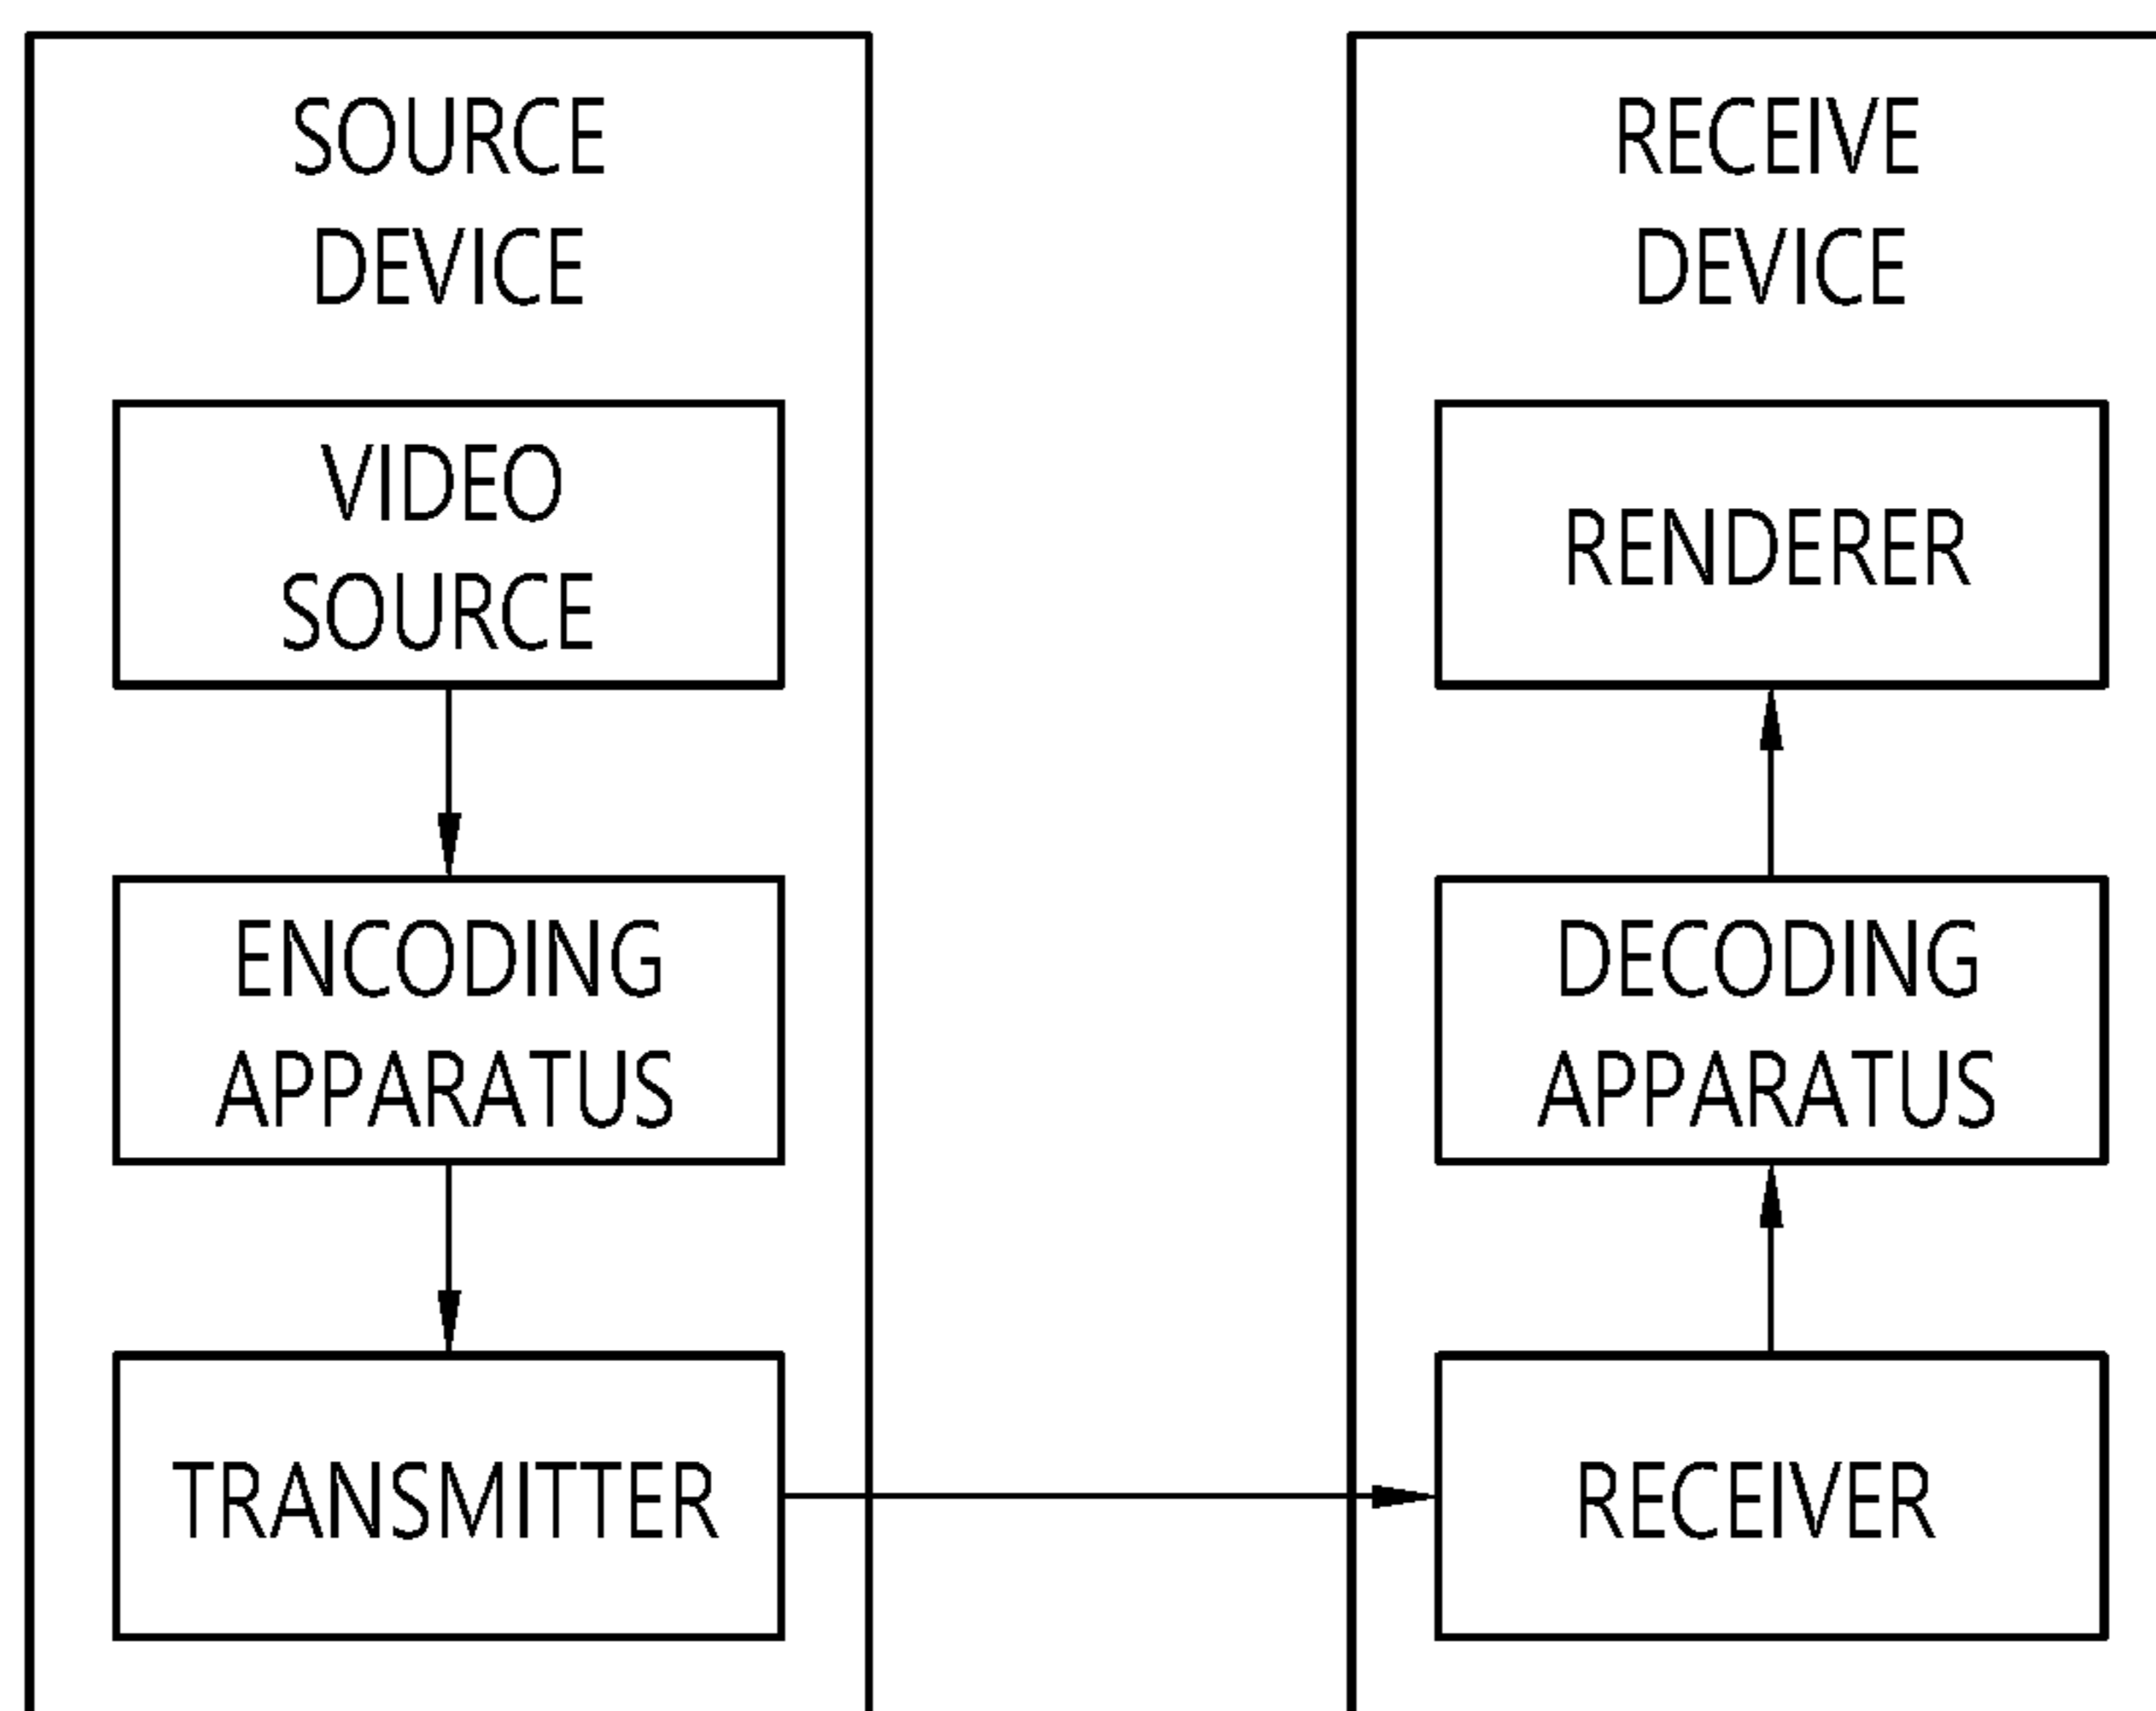 SOURCE
DEVICE
VIDEO
SOURCE
ENCODING
APPARATUS
TRANSMITTER
RECEIVE
DEVICE
RENDERER
DECODING
APPARATUS
RECEIVER